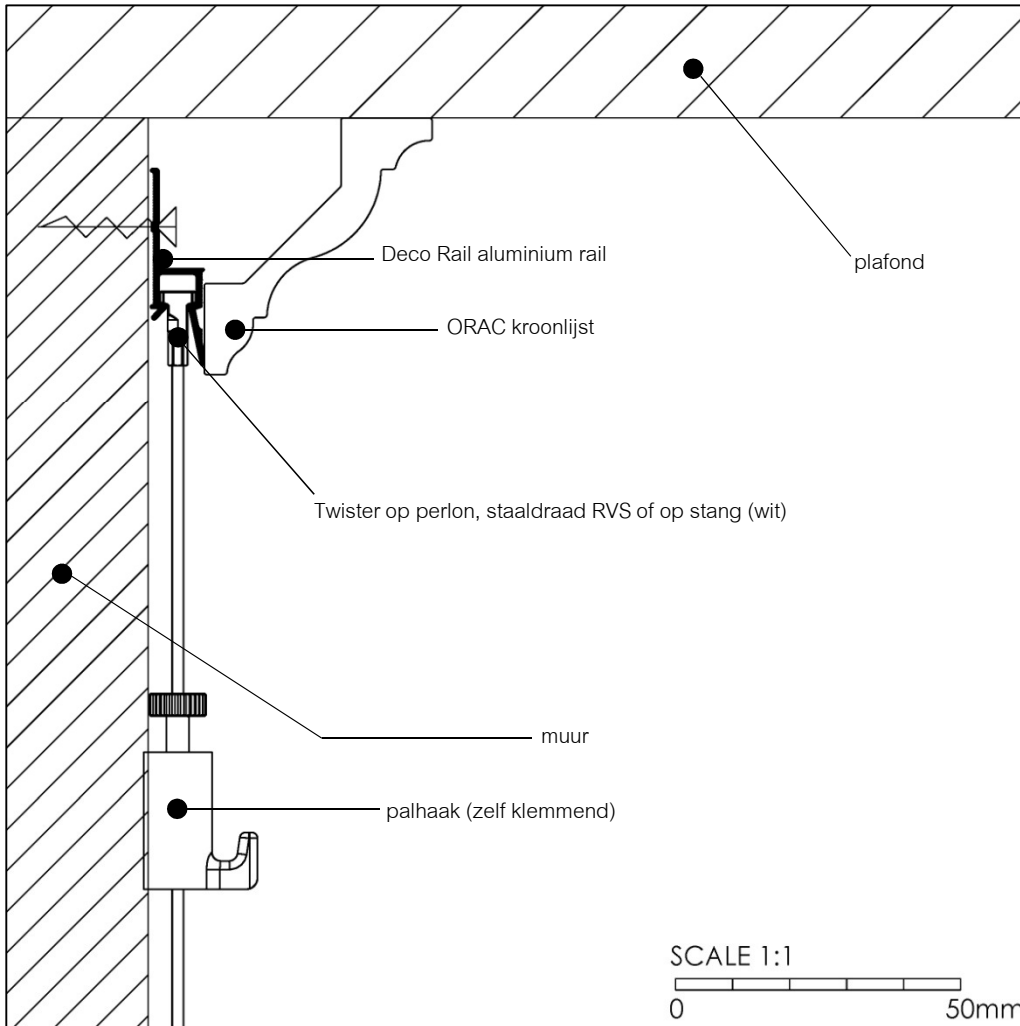 Deco Rail aluminium rail
plafond
ORAC kroonlijst
Twister op perlon, staaldraad RVS of op stang (wit)
muur
palhaak (zelf klemmend)
SCALE 1:1
0 50mm